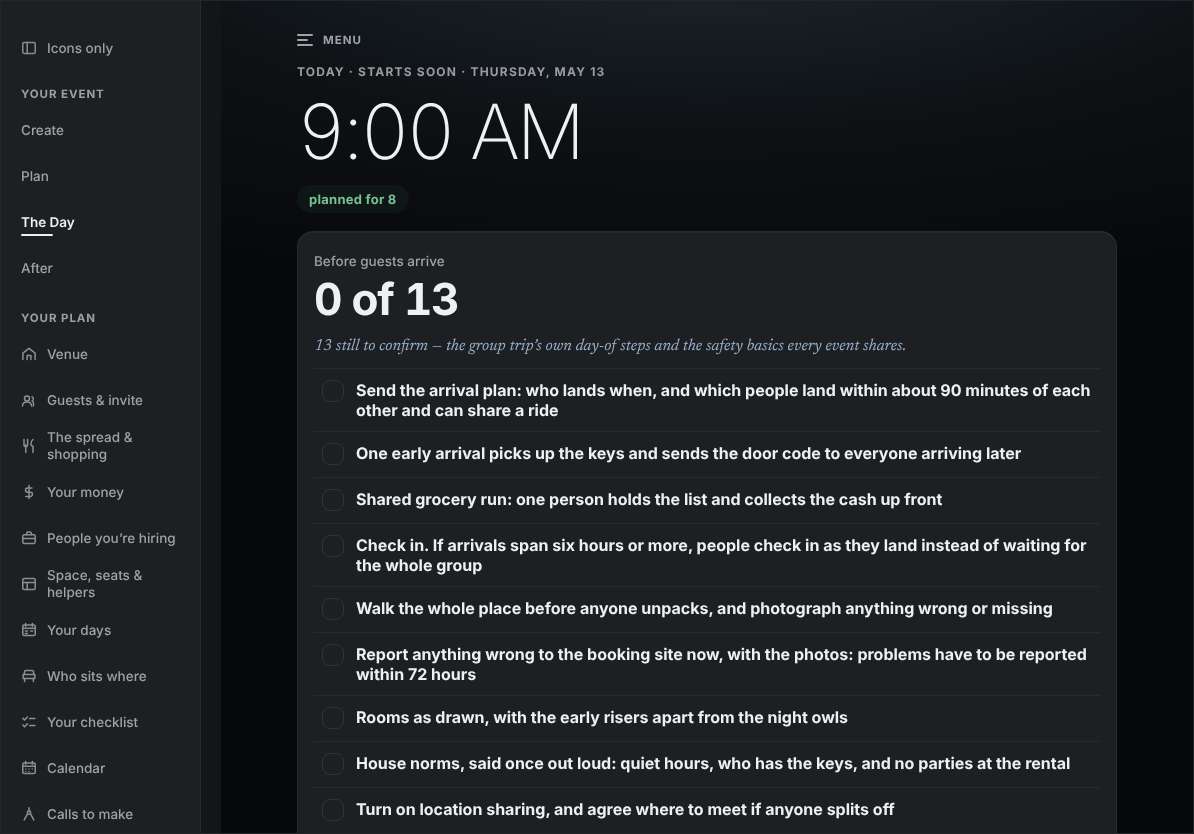 Icons only
YOUR EVENT
Create
Plan
The Day
After
YOUR PLAN
Venue
Guests & invite
The spread &
shopping
Your money
People you’re hiring
Space, seats &
helpers
Your days
Who sits where
Your checklist
Calendar
Calls to make
MENU
TODAY · STARTS SOON · THURSDAY, MAY 13
9:00 AM
planned for 8
Before guests arrive
0 of 13
13 still to confirm – the group trip’s own day-of steps and the safety basics every event shares.
Send the arrival plan: who lands when, and which people land within about 90 minutes of each
other and can share a ride
One early arrival picks up the keys and sends the door code to everyone arriving later
Shared grocery run: one person holds the list and collects the cash up front
Check in. If arrivals span six hours or more, people check in as they land instead of waiting for
the whole group
Walk the whole place before anyone unpacks, and photograph anything wrong or missing
Report anything wrong to the booking site now, with the photos: problems have to be reported
within 72 hours
Rooms as drawn, with the early risers apart from the night owls
House norms, said once out loud: quiet hours, who has the keys, and no parties at the rental
Turn on location sharing, and agree where to meet if anyone splits off